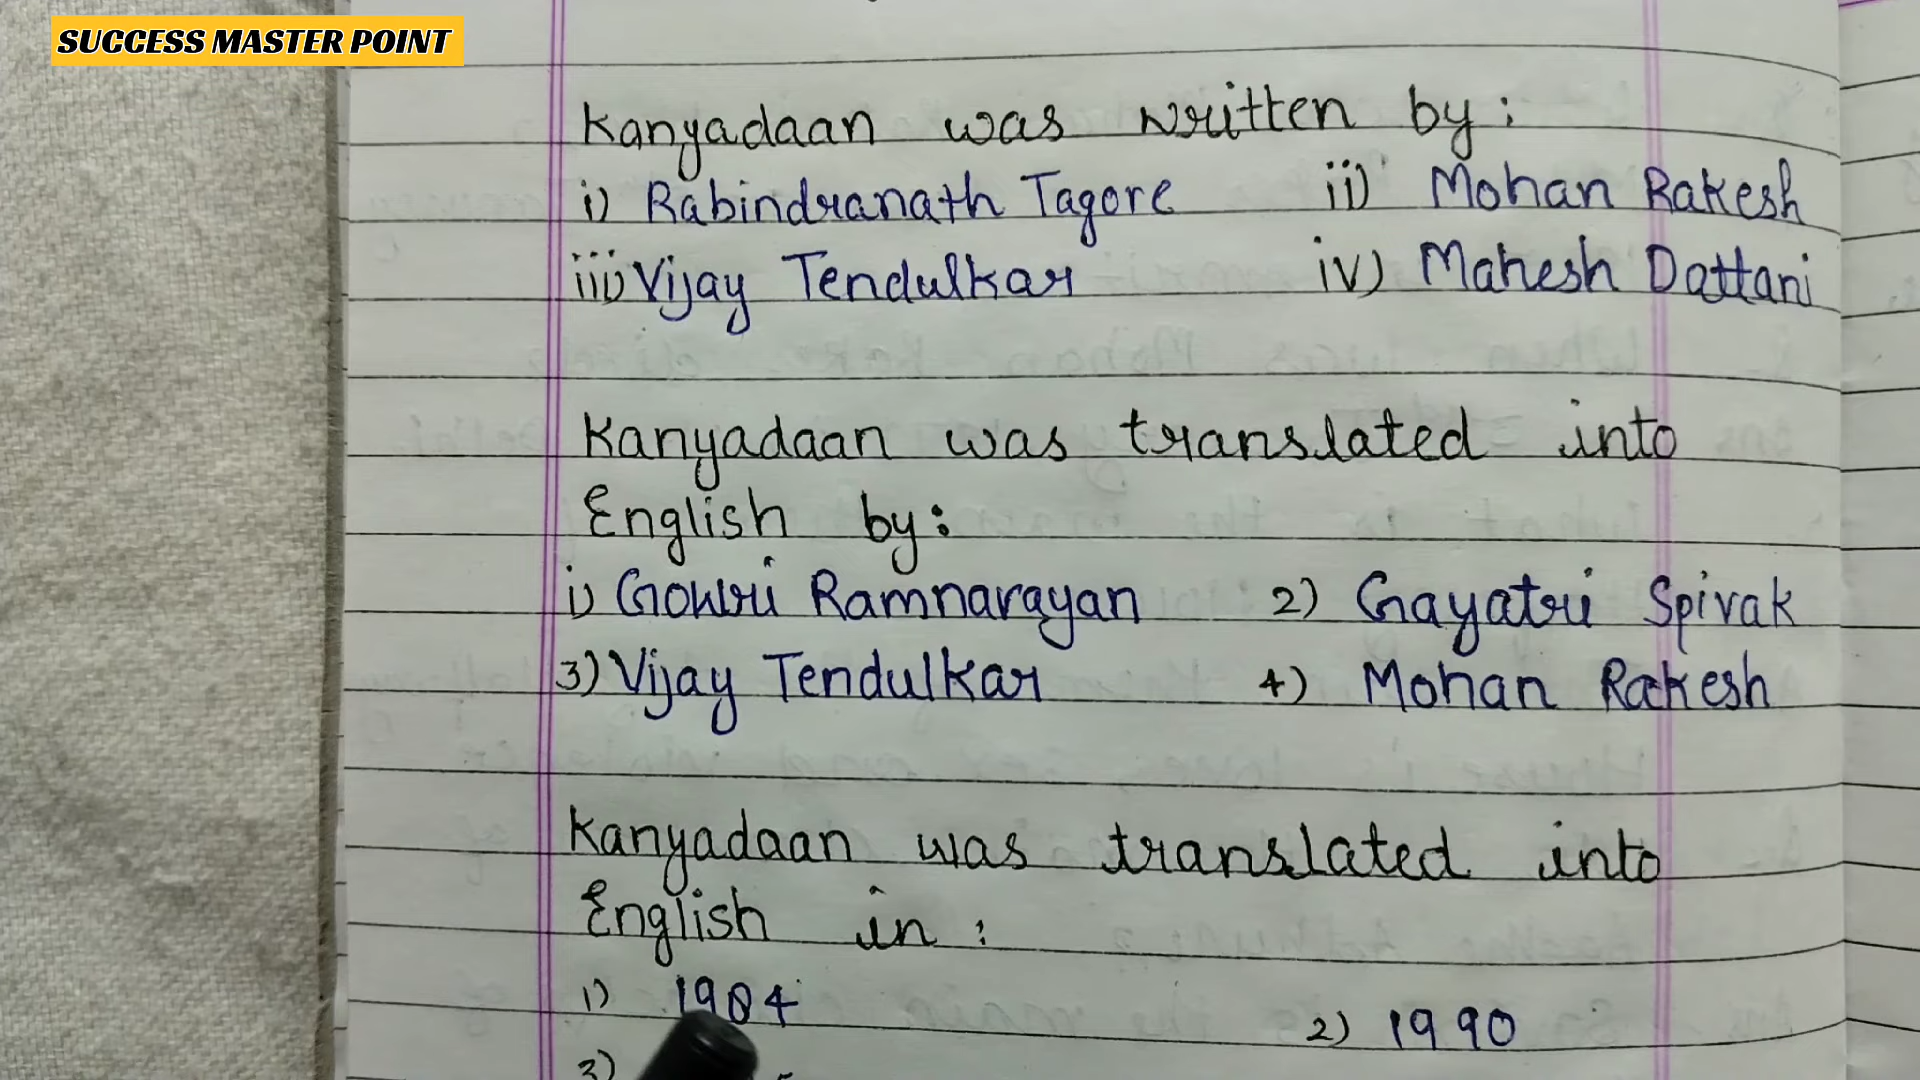 SUCCESS MASTER POINT
Kanyadaan was written by:
i) Rabindranath Tagore ii) Mohan Rakesh
iii) Vijay Tendulkar iv) Mahesh Dattani
Kanyadaan was translated into
English by:
i) Gowri Ramnarayan 2) Gayatri Spivak
3) Vijay Tendulkar 4) Mohan Rakesh
Kanyadaan was translated into
English in:
1) 1984 2) 1990
3)